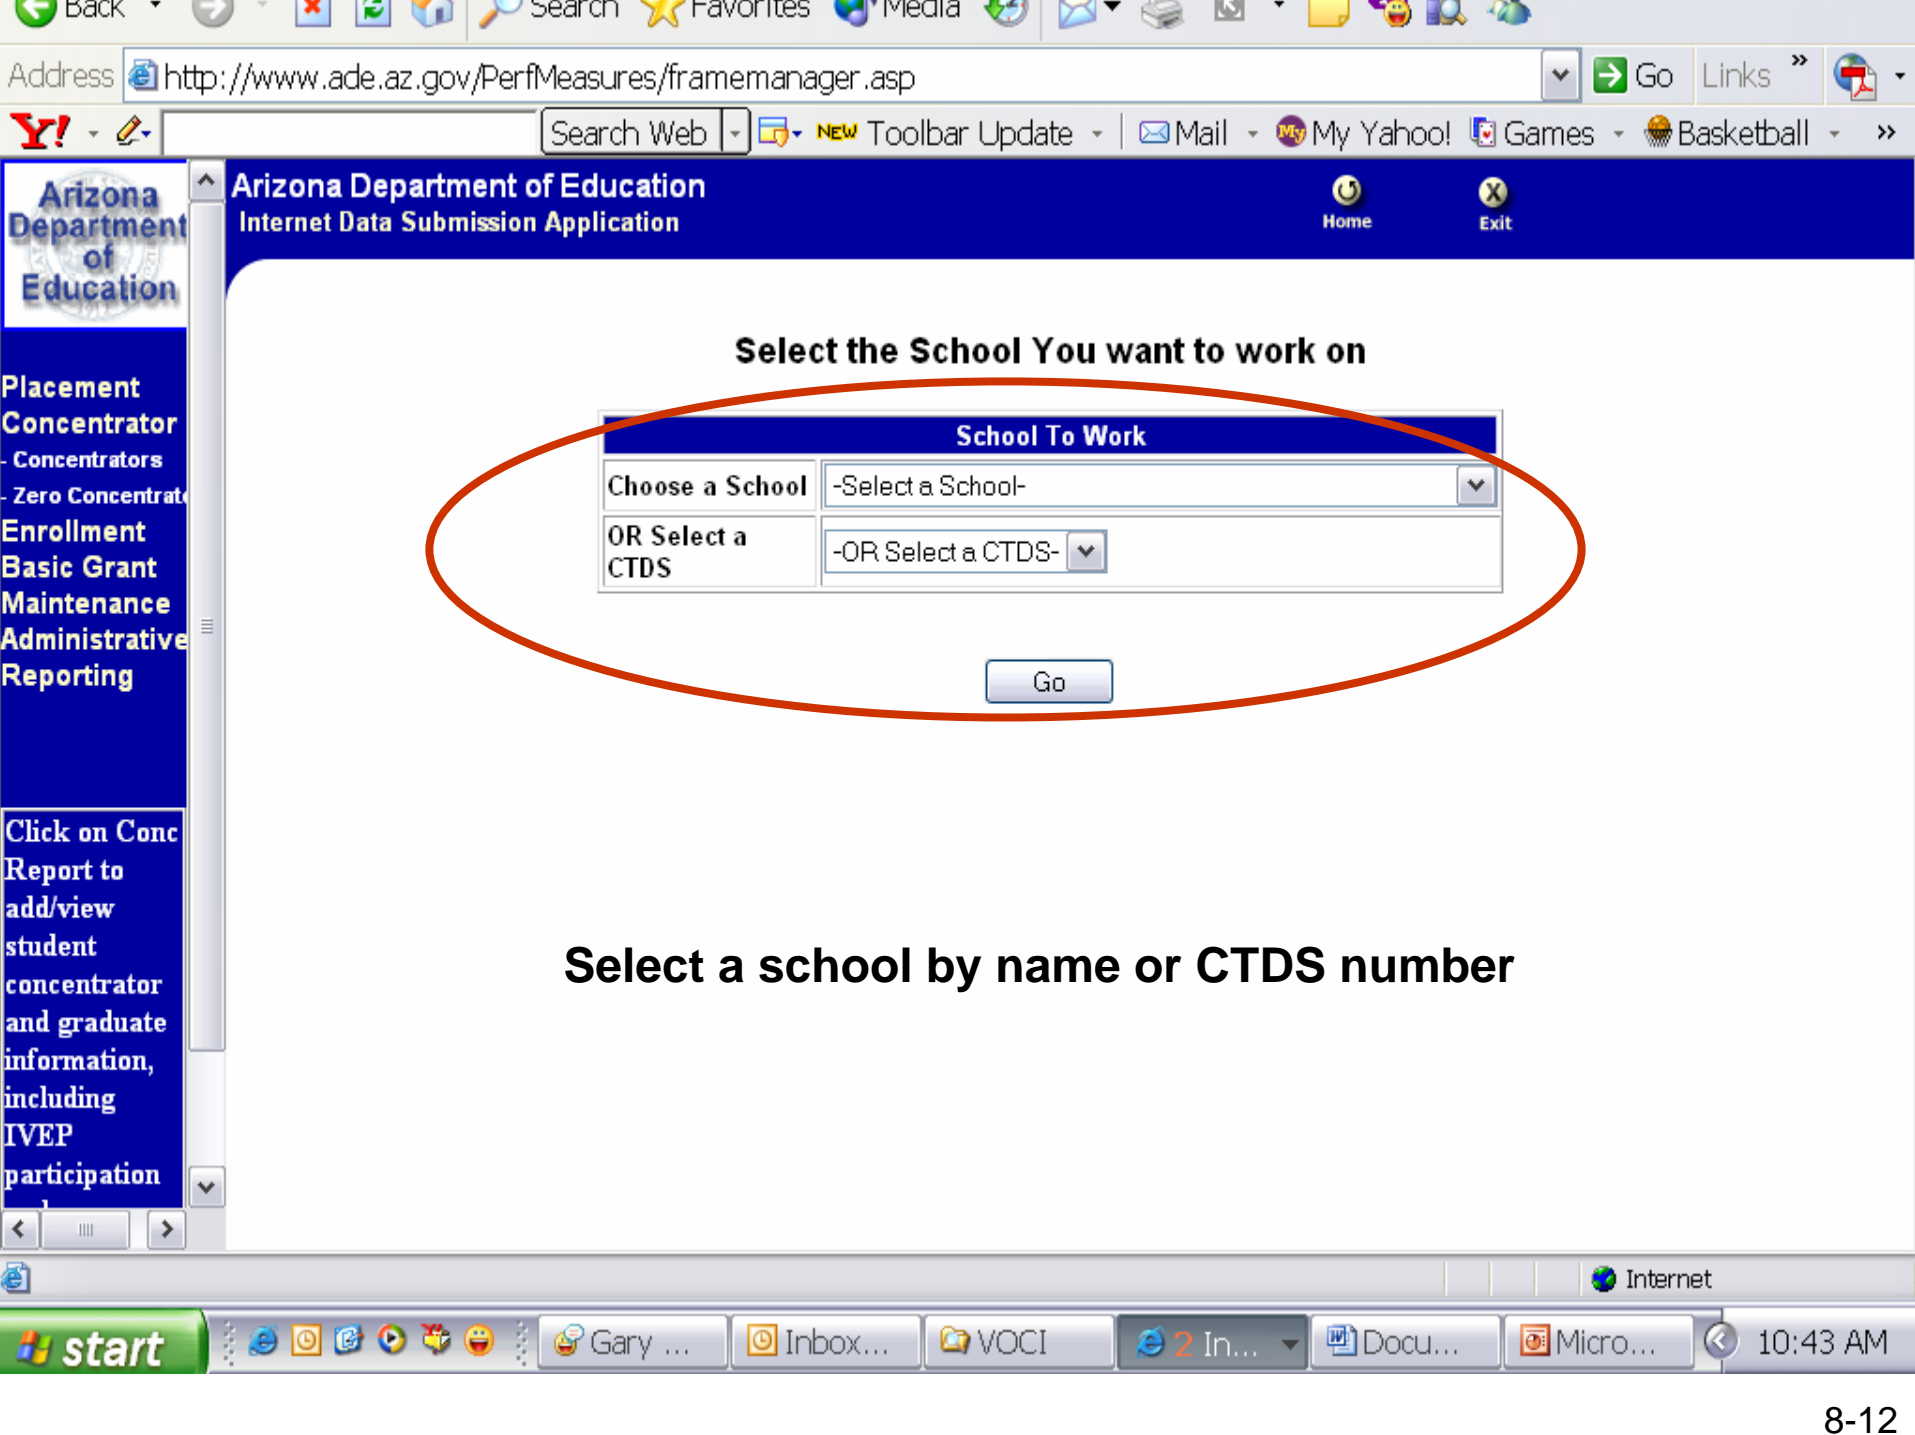 Back Search Favorites Media
Address http://www.ade.az.gov/PerfMeasures/framemanager.asp Go Links »
Y! Search Web NEW Toolbar Update Mail My My Yahoo! Games Basketball »
Arizona
Department
of
Education
Arizona Department of Education
Internet Data Submission Application
Home Exit
Placement
Concentrator
- Concentrators
- Zero Concentrat
Enrollment
Basic Grant
Maintenance
Administrative
Reporting
Click on Conc
Report to
add/view
student
concentrator
and graduate
information,
including
IVEP
participation
Select the School You want to work on
School To Work
Choose a School -Select a School-
OR Select a
CTDS
-OR Select a CTDS-
Go
Select a school by name or CTDS number
Internet
start Gary ... Inbox... VOCI 2 In... Docu... Micro... 10:43 AM
8-12